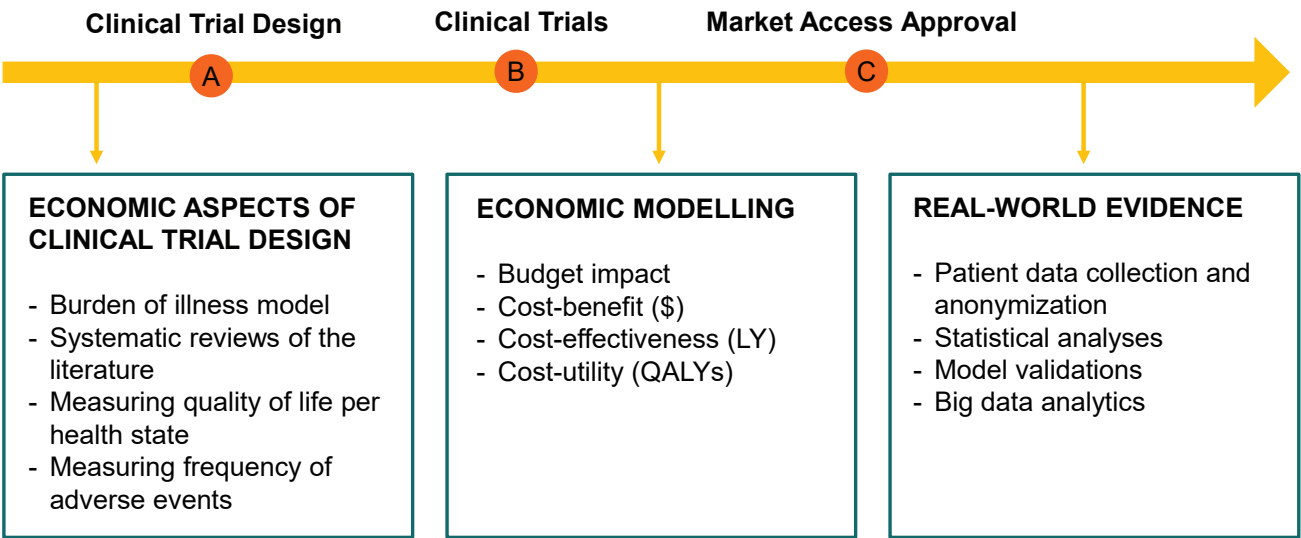 Clinical Trial Design
Clinical Trials
Market Access Approval
A
B
C
ECONOMIC ASPECTS OF
CLINICAL TRIAL DESIGN
- Burden of illness model
- Systematic reviews of the
literature
- Measuring quality of life per
health state
- Measuring frequency of
adverse events
ECONOMIC MODELLING
- Budget impact
- Cost-benefit ($)
- Cost-effectiveness (LY)
- Cost-utility (QALYs)
REAL-WORLD EVIDENCE
- Patient data collection and
anonymization
- Statistical analyses
- Model validations
- Big data analytics